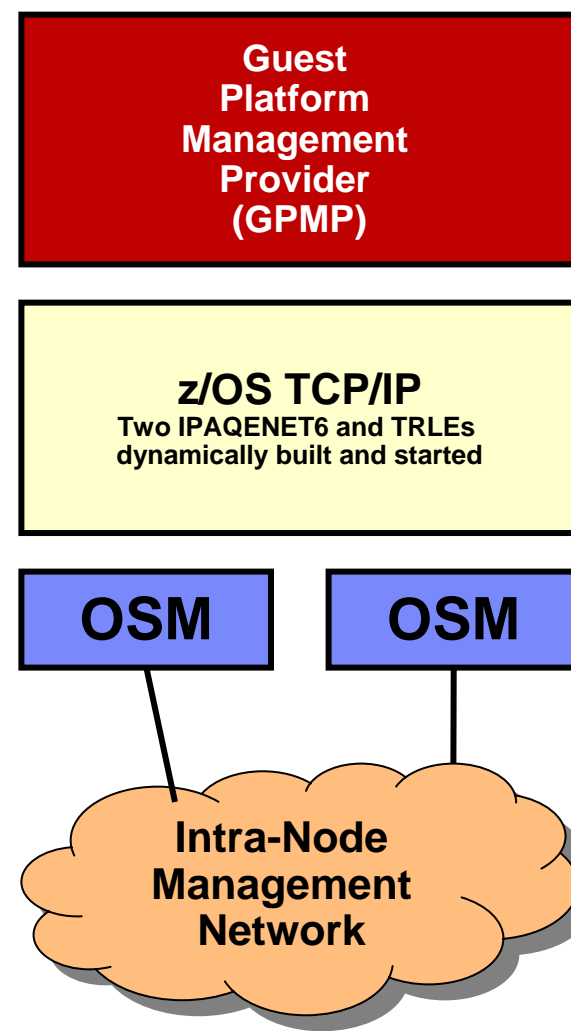 Guest
Platform
Management
Provider
(GPMP)
z/OS TCP/IP
Two IPAQENET6 and TRLEs
dynamically built and started
OSM
OSM
Intra-Node
Management
Network